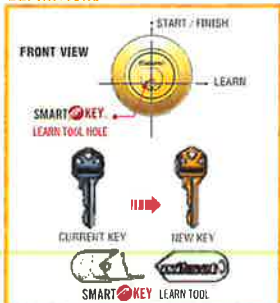 START / FINISH
FRONT VIEW
LEARN
SMART KEY
LEARN TOOL HOLE
CURRENT KEY
NEW KEY
SMART KEY LEARN TOOL